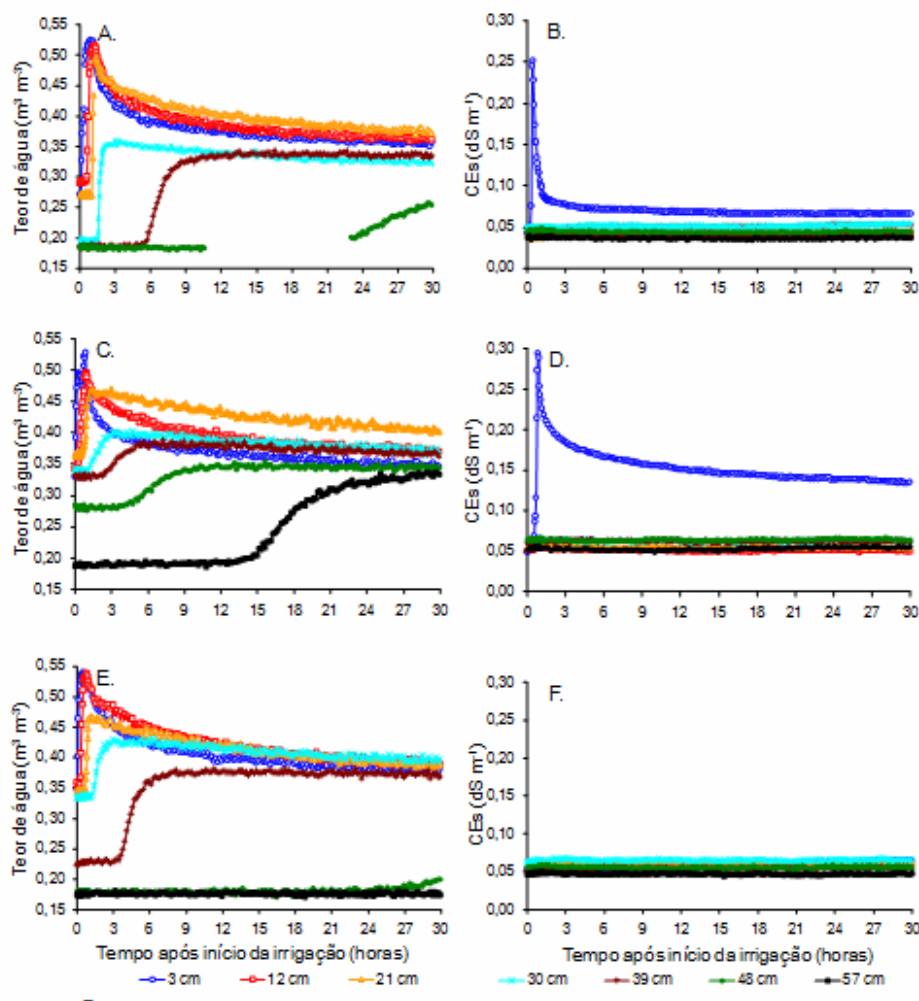 A.
Teor de água (m³ m⁻³)
0,55
0,50
0,45
0,40
0,35
0,30
0,25
0,20
0,15
0 3 6 9 12 15 18 21 24 27 30
B.
CEs (dS m⁻¹)
0,30
0,25
0,20
0,15
0,10
0,05
0,00
0 3 6 9 12 15 18 21 24 27 30
C.
Teor de água (m³ m⁻³)
0,55
0,50
0,45
0,40
0,35
0,30
0,25
0,20
0,15
0 3 6 9 12 15 18 21 24 27 30
D.
CEs (dS m⁻¹)
0,30
0,25
0,20
0,15
0,10
0,05
0,00
0 3 6 9 12 15 18 21 24 27 30
E.
Teor de água (m³ m⁻³)
0,55
0,50
0,45
0,40
0,35
0,30
0,25
0,20
0,15
0 3 6 9 12 15 18 21 24 27 30
Tempo após início da irrigação (horas)
F.
CEs (dS m⁻¹)
0,30
0,25
0,20
0,15
0,10
0,05
0,00
0 3 6 9 12 15 18 21 24 27 30
Tempo após início da irrigação (horas)
3 cm 12 cm 21 cm 30 cm 39 cm 48 cm 57 cm